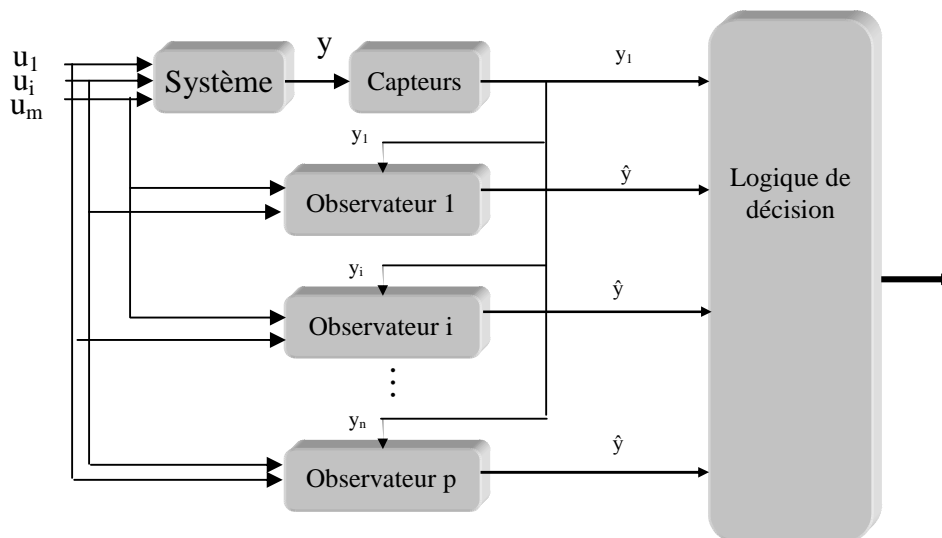 u1
ui
um
Système
y
Capteurs
y1
y1
Observateur 1
ŷ
yi
Observateur i
ŷ
yn
Observateur p
ŷ
Logique de
décision